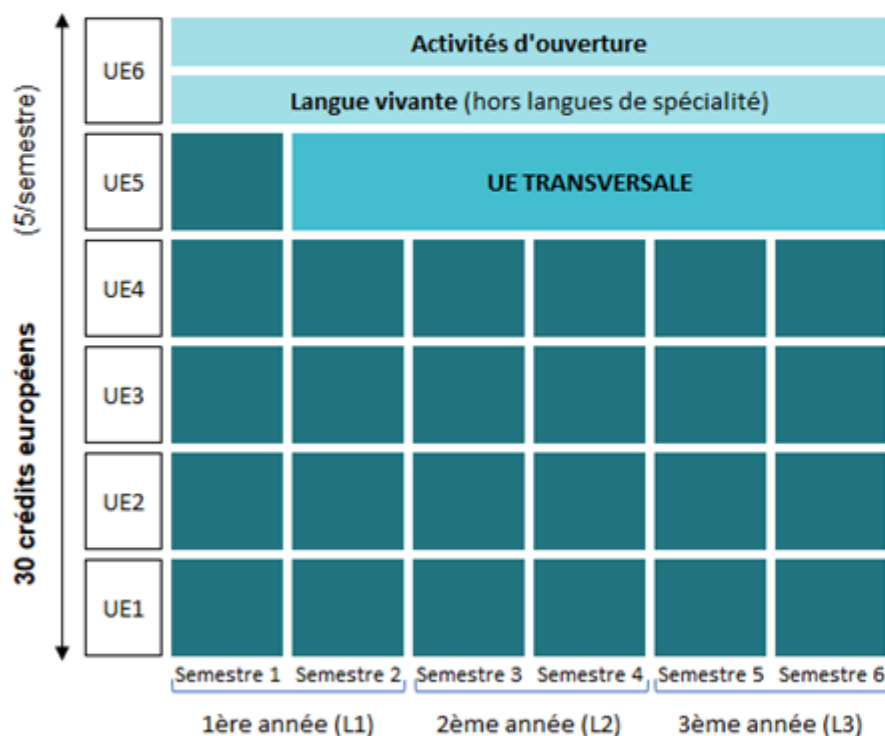 Activités d'ouverture
UE6
Langue vivante (hors langues de spécialité)
UE5
UE TRANSVERSALE
UE4
UE3
UE2
UE1
30 crédits européens (5/semestre)
Semestre 1 Semestre 2 Semestre 3 Semestre 4 Semestre 5 Semestre 6
1ère année (L1) 2ème année (L2) 3ème année (L3)